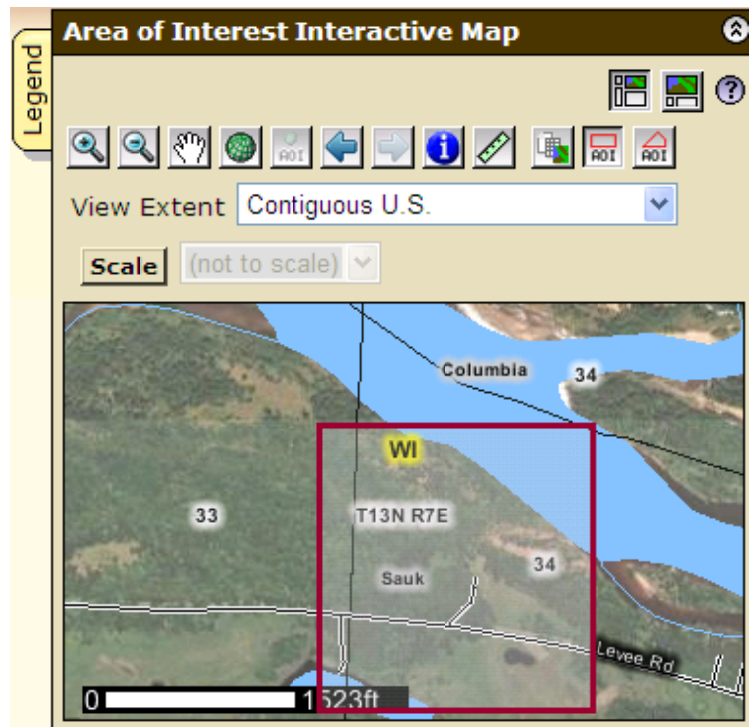 Area of Interest Interactive Map
Legend
?
AOI i AOI AOI
View Extent Contiguous U.S.
Scale (not to scale)
Columbia 34
WI
33 T13N R7E
34
Sauk
Levee Rd
0 1523ft